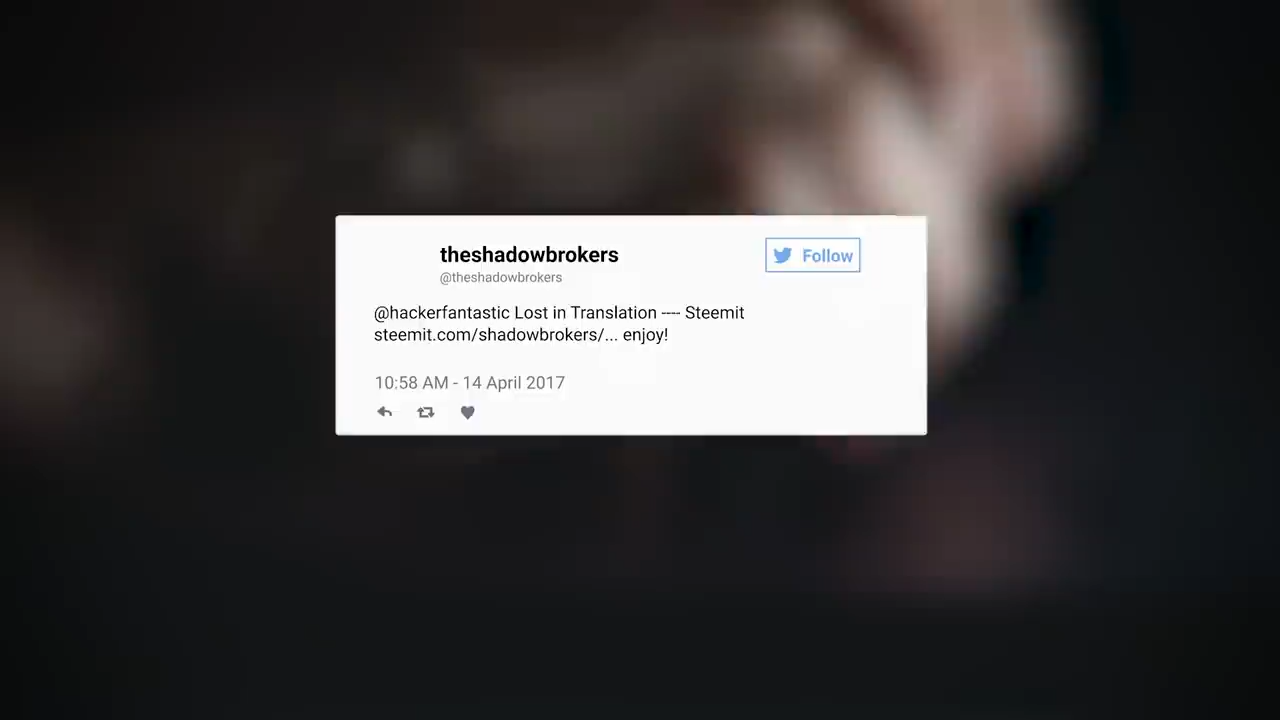 theshadowbrokers
Follow
@theshadowbrokers
@hackerfantastic Lost in Translation ---- Steemit
steemit.com/shadowbrokers/... enjoy!
10:58 AM - 14 April 2017